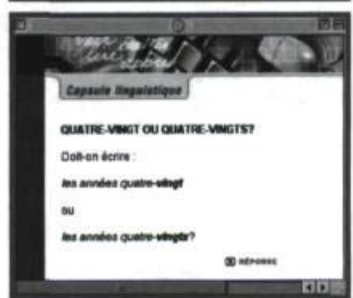 Capsule linguistique
QUATRE-VINGT OU QUATRE-VINGTS?
Doit-on écrire :
les années quatre-vingt
ou
les années quatre-vingts?
RÉPONSE